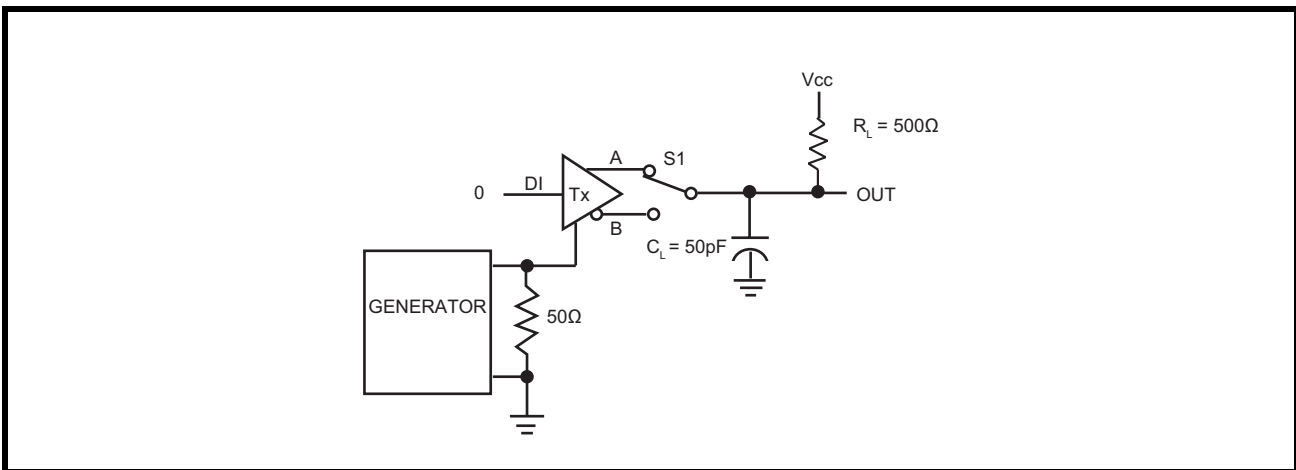 Vcc
R_L = 500Ω
A
S1
0
DI
Tx
OUT
B
C_L = 50pF
GENERATOR
50Ω